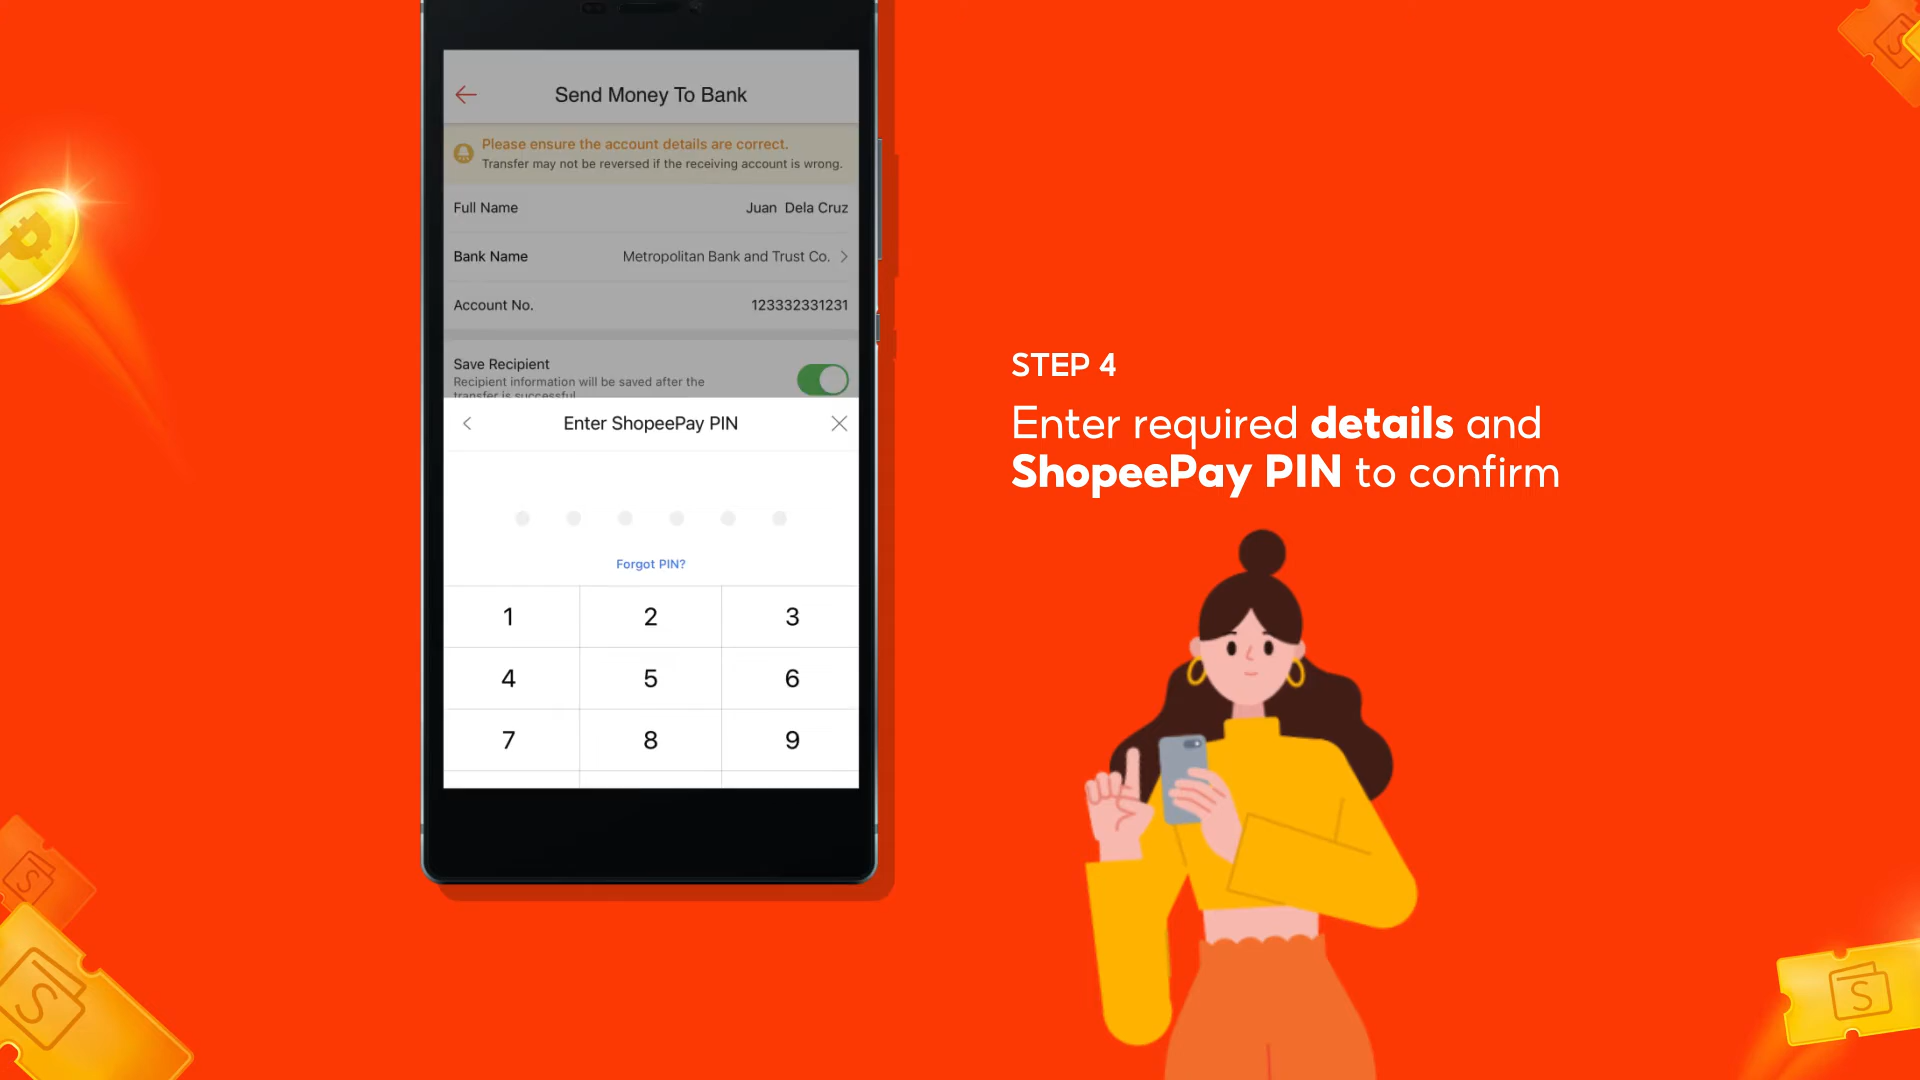 Send Money To Bank
Please ensure the account details are correct.
Transfer may not be reversed if the receiving account is wrong.
Full Name
Juan Dela Cruz
Bank Name
Metropolitan Bank and Trust Co.
Account No.
123332331231
Save Recipient
Recipient information will be saved after the
transfer is successful
Enter ShopeePay PIN
Forgot PIN?
1 2 3
4 5 6
7 8 9
STEP 4
Enter required details and
ShopeePay PIN to confirm
S
S
S
S